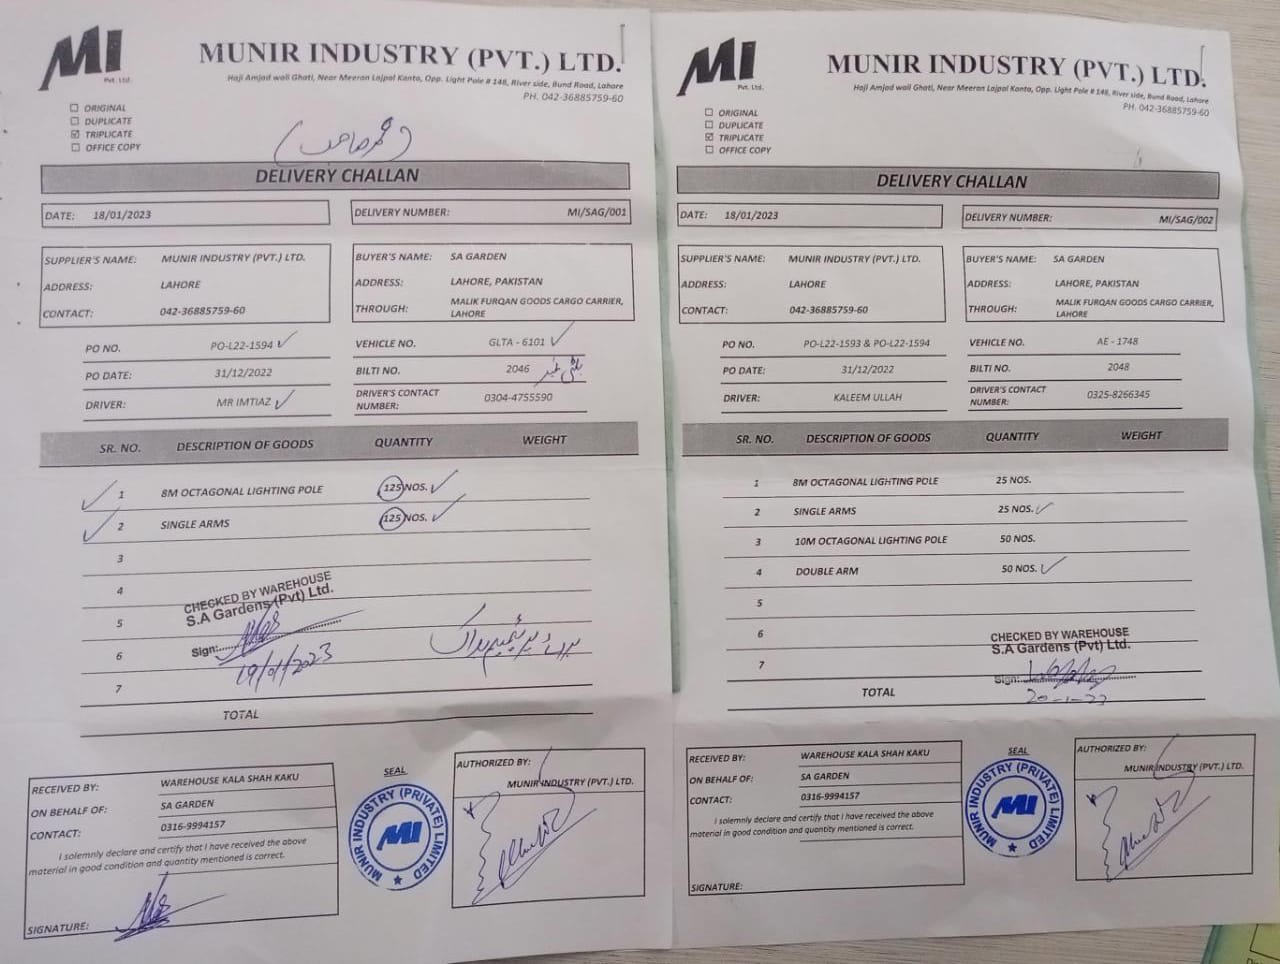 MI
Pvt. Ltd.
MUNIR INDUSTRY (PVT.) LTD.
Haji Amjad wali Ghati, Near Meeran Lajpal Kanta, Opp. Light Pole # 148, River side, Bund Road, Lahore
PH. 042-36885759-60
ORIGINAL
DUPLICATE
TRIPLICATE
OFFICE COPY
DELIVERY CHALLAN
DATE: 18/01/2023
DELIVERY NUMBER: MI/SAG/001
SUPPLIER'S NAME: MUNIR INDUSTRY (PVT.) LTD.
ADDRESS: LAHORE
CONTACT: 042-36885759-60
BUYER'S NAME: SA GARDEN
ADDRESS: LAHORE, PAKISTAN
THROUGH: MALIK FURQAN GOODS CARGO CARRIER,
LAHORE
PO NO. PO-L22-1594
PO DATE: 31/12/2022
DRIVER: MR IMTIAZ
VEHICLE NO. GLTA - 6101
BILTI NO. 2046
DRIVER'S CONTACT
NUMBER: 0304-4755590
SR. NO. DESCRIPTION OF GOODS QUANTITY WEIGHT
1 8M OCTAGONAL LIGHTING POLE 125 NOS.
2 SINGLE ARMS 125 NOS.
3
4
5
6
7
CHECKED BY WAREHOUSE
S.A Gardens (Pvt) Ltd.
Sign:
19/01/2023
TOTAL
RECEIVED BY: WAREHOUSE KALA SHAH KAKU
ON BEHALF OF: SA GARDEN
CONTACT: 0316-9994157
I solemnly declare and certify that I have received the above
material in good condition and quantity mentioned is correct.
SIGNATURE:
SEAL
MUNIR INDUSTRY (PRIVATE) LIMITED
MI
AUTHORIZED BY:
MUNIR INDUSTRY (PVT.) LTD.
MI
Pvt. Ltd.
MUNIR INDUSTRY (PVT.) LTD.
Haji Amjad wali Ghati, Near Meeran Lajpal Kanta, Opp. Light Pole # 148, River side, Bund Road, Lahore
PH. 042-36885759-60
ORIGINAL
DUPLICATE
TRIPLICATE
OFFICE COPY
DELIVERY CHALLAN
DATE: 18/01/2023
DELIVERY NUMBER: MI/SAG/002
SUPPLIER'S NAME: MUNIR INDUSTRY (PVT.) LTD.
ADDRESS: LAHORE
CONTACT: 042-36885759-60
BUYER'S NAME: SA GARDEN
ADDRESS: LAHORE, PAKISTAN
THROUGH: MALIK FURQAN GOODS CARGO CARRIER,
LAHORE
PO NO. PO-L22-1593 & PO-L22-1594
PO DATE: 31/12/2022
DRIVER: KALEEM ULLAH
VEHICLE NO. AE - 1748
BILTI NO. 2048
DRIVER'S CONTACT
NUMBER: 0325-8266345
SR. NO. DESCRIPTION OF GOODS QUANTITY WEIGHT
1 8M OCTAGONAL LIGHTING POLE 25 NOS.
2 SINGLE ARMS 25 NOS.
3 10M OCTAGONAL LIGHTING POLE 50 NOS.
4 DOUBLE ARM 50 NOS.
5
6
7
CHECKED BY WAREHOUSE
S.A Gardens (Pvt) Ltd.
Sign:
20-1-23
TOTAL
RECEIVED BY: WAREHOUSE KALA SHAH KAKU
ON BEHALF OF: SA GARDEN
CONTACT: 0316-9994157
I solemnly declare and certify that I have received the above
material in good condition and quantity mentioned is correct.
SIGNATURE:
SEAL
MUNIR INDUSTRY (PRIVATE) LIMITED
MI
AUTHORIZED BY:
MUNIR INDUSTRY (PVT.) LTD.